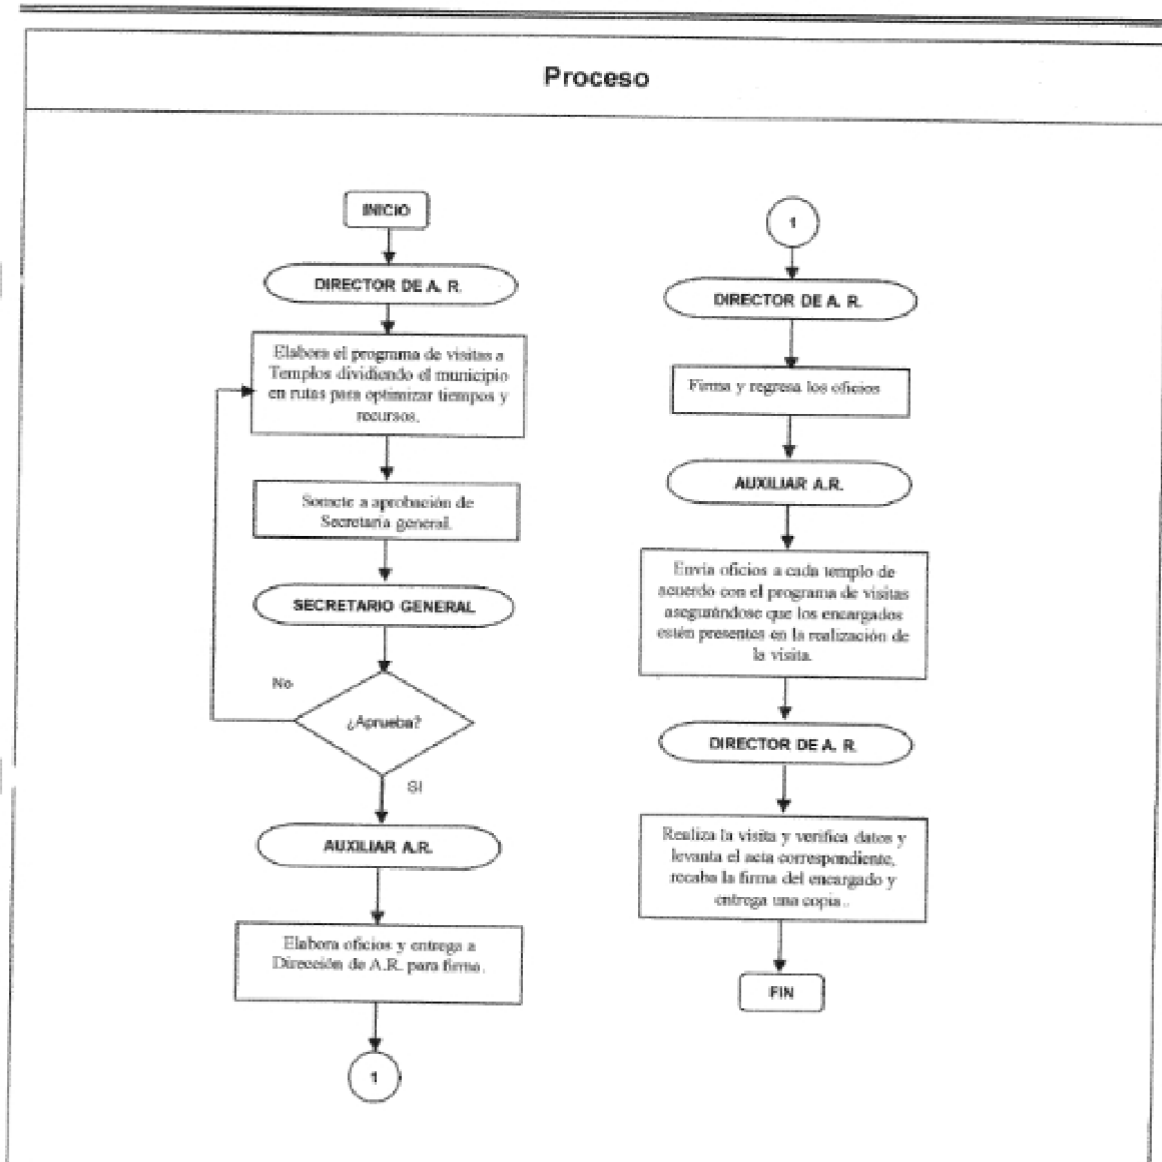 Proceso
INICIO
DIRECTOR DE A. R.
Elabora el programa de visitas a
Templos dividiendo el municipio
en rutas para optimizar tiempos y
recursos.
Somete a aprobación de
Secretaría general.
SECRETARIO GENERAL
No
¿Aprueba?
SI
AUXILIAR A.R.
Elabora oficios y entrega a
Dirección de A.R. para firma.
1
1
DIRECTOR DE A. R.
Firma y regresa los oficios
AUXILIAR A.R.
Envía oficios a cada templo de
acuerdo con el programa de visitas
asegurándose que los encargados
estén presentes en la realización de
la visita.
DIRECTOR DE A. R.
Realiza la visita y verifica datos y
levanta el acta correspondiente,
recaba la firma del encargado y
entrega una copia..
FIN